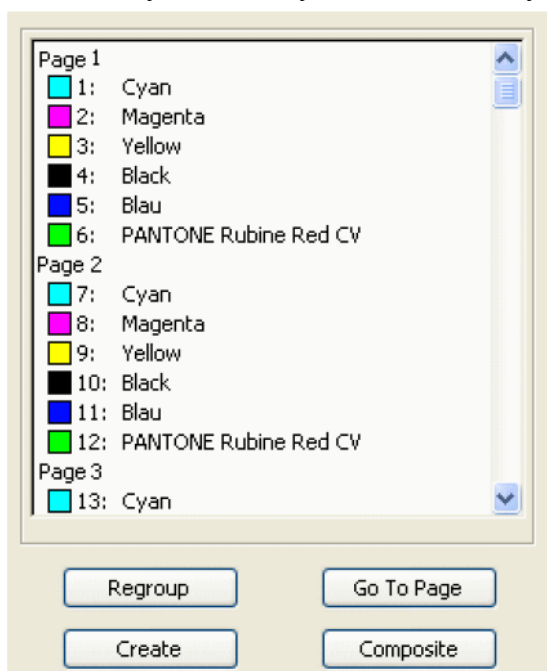 Page 1
1: Cyan
2: Magenta
3: Yellow
4: Black
5: Blau
6: PANTONE Rubine Red CV
Page 2
7: Cyan
8: Magenta
9: Yellow
10: Black
11: Blau
12: PANTONE Rubine Red CV
Page 3
13: Cyan
Regroup Go To Page
Create Composite